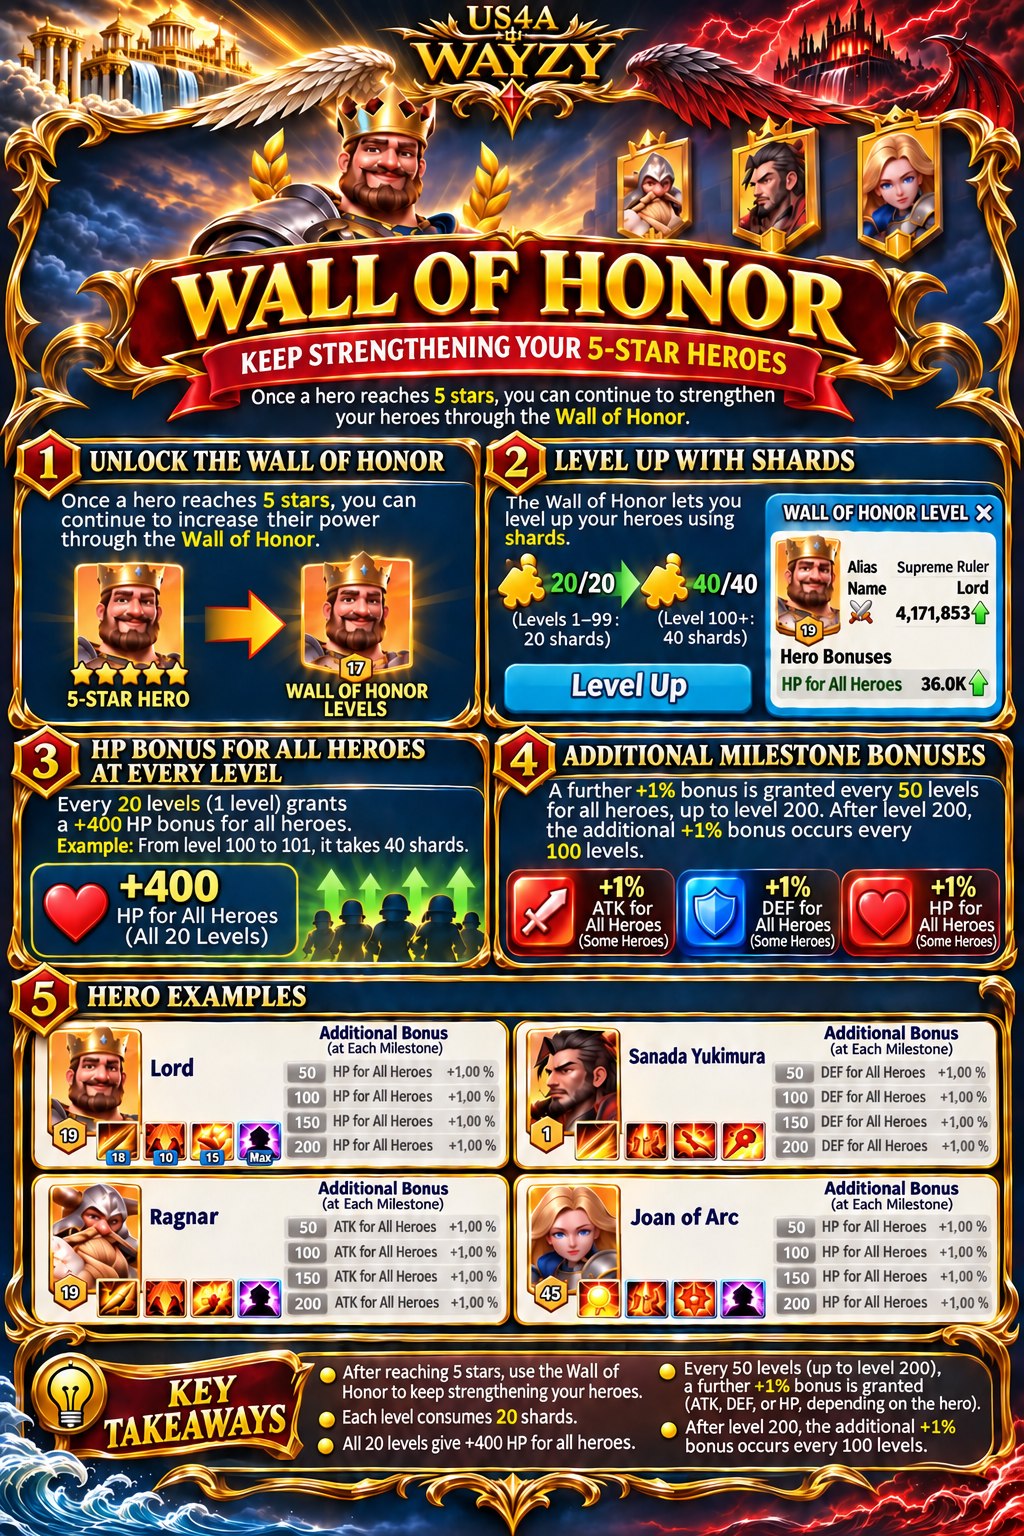 US4A
WAYZY
WALL OF HONOR
KEEP STRENGTHENING YOUR 5-STAR HEROES
Once a hero reaches 5 stars, you can continue to strengthen
your heroes through the Wall of Honor.
1 UNLOCK THE WALL OF HONOR
Once a hero reaches 5 stars, you can
continue to increase their power
through the Wall of Honor.
17
5-STAR HERO
WALL OF HONOR
LEVELS
2 LEVEL UP WITH SHARDS
The Wall of Honor lets you
level up your heroes using
shards.
20/20
40/40
(Levels 1–99:
20 shards)
(Level 100+:
40 shards)
Level Up
WALL OF HONOR LEVEL
Alias Supreme Ruler
Name Lord
4,171,853
19
Hero Bonuses
HP for All Heroes 36.0K
3 HP BONUS FOR ALL HEROES
AT EVERY LEVEL
Every 20 levels (1 level) grants
a +400 HP bonus for all heroes.
Example: From level 100 to 101, it takes 40 shards.
+400
HP for All Heroes
(All 20 Levels)
4 ADDITIONAL MILESTONE BONUSES
A further +1% bonus is granted every 50 levels
for all heroes, up to level 200. After level 200,
the additional +1% bonus occurs every
100 levels.
+1%
ATK for
All Heroes
(Some Heroes)
+1%
DEF for
All Heroes
(Some Heroes)
+1%
HP for
All Heroes
(Some Heroes)
5 HERO EXAMPLES
Lord
19
18 10 15 Max
Additional Bonus
(at Each Milestone)
50 HP for All Heroes +1,00 %
100 HP for All Heroes +1,00 %
150 HP for All Heroes +1,00 %
200 HP for All Heroes +1,00 %
Sanada Yukimura
1
Additional Bonus
(at Each Milestone)
50 DEF for All Heroes +1,00 %
100 DEF for All Heroes +1,00 %
150 DEF for All Heroes +1,00 %
200 DEF for All Heroes +1,00 %
Ragnar
19
Additional Bonus
(at Each Milestone)
50 ATK for All Heroes +1,00 %
100 ATK for All Heroes +1,00 %
150 ATK for All Heroes +1,00 %
200 ATK for All Heroes +1,00 %
Joan of Arc
45
Additional Bonus
(at Each Milestone)
50 HP for All Heroes +1,00 %
100 HP for All Heroes +1,00 %
150 HP for All Heroes +1,00 %
200 HP for All Heroes +1,00 %
KEY
TAKEAWAYS
After reaching 5 stars, use the Wall of
Honor to keep strengthening your heroes.
Each level consumes 20 shards.
All 20 levels give +400 HP for all heroes.
Every 50 levels (up to level 200),
a further +1% bonus is granted
(ATK, DEF, or HP, depending on the hero).
After level 200, the additional +1%
bonus occurs every 100 levels.